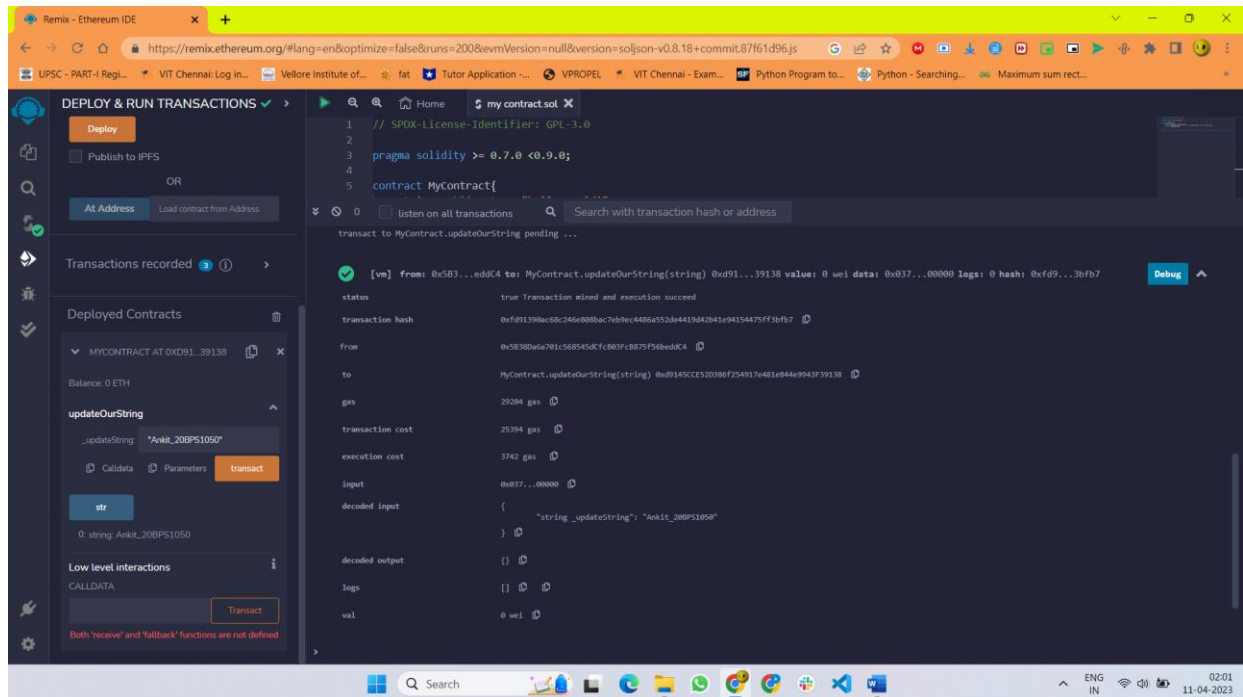 Remix - Ethereum IDE
https://remix.ethereum.org/#lang=en&optimize=false&runs=200&evmVersion=null&version=soljson-v0.8.18+commit.87f61d96.js
UPSC - PART-I Regi... VIT Chennai: Log in... Vellore Institute of... fat Tutor Application -... VPROPEL VIT Chennai - Exam... Python Program to... Python - Searching... Maximum sum rect...
DEPLOY & RUN TRANSACTIONS
Deploy
Publish to IPFS
OR
At Address Load contract from Address
Transactions recorded 3
Deployed Contracts
MYCONTRACT AT 0XD91...39138
Balance: 0 ETH
updateOurString
_updateString: "Ankit_20BPS1050"
Calldata Parameters transact
str
0: string: Ankit_20BPS1050
Low level interactions
CALLDATA
Transact
Both 'receive' and 'fallback' functions are not defined
Home my contract.sol
1 // SPDX-License-Identifier: GPL-3.0
2
3 pragma solidity >= 0.7.0 <0.9.0;
4
5 contract MyContract{
0 listen on all transactions Search with transaction hash or address
transact to MyContract.updateOurString pending ...
[vm] from: 0x583...eddC4 to: MyContract.updateOurString(string) 0xd91...39138 value: 0 wei data: 0x037...00000 logs: 0 hash: 0xfd9...3bfb7 Debug
status true Transaction mined and execution succeed
transaction hash
from 0x5B38Da6a701c568545dCfcB03FcB875f56beddC4
to MyContract.updateOurString(string) 0xd9145CCE52D386f254917e481eB44e9943F39138
gas 29204 gas
transaction cost 25394 gas
execution cost 3742 gas
input 0x037...00000
decoded input {
"string _updateString": "Ankit_20BPS1050"
}
decoded output {}
logs []
val 0 wei
>
Search
ENG
IN
02:01
11-04-2023